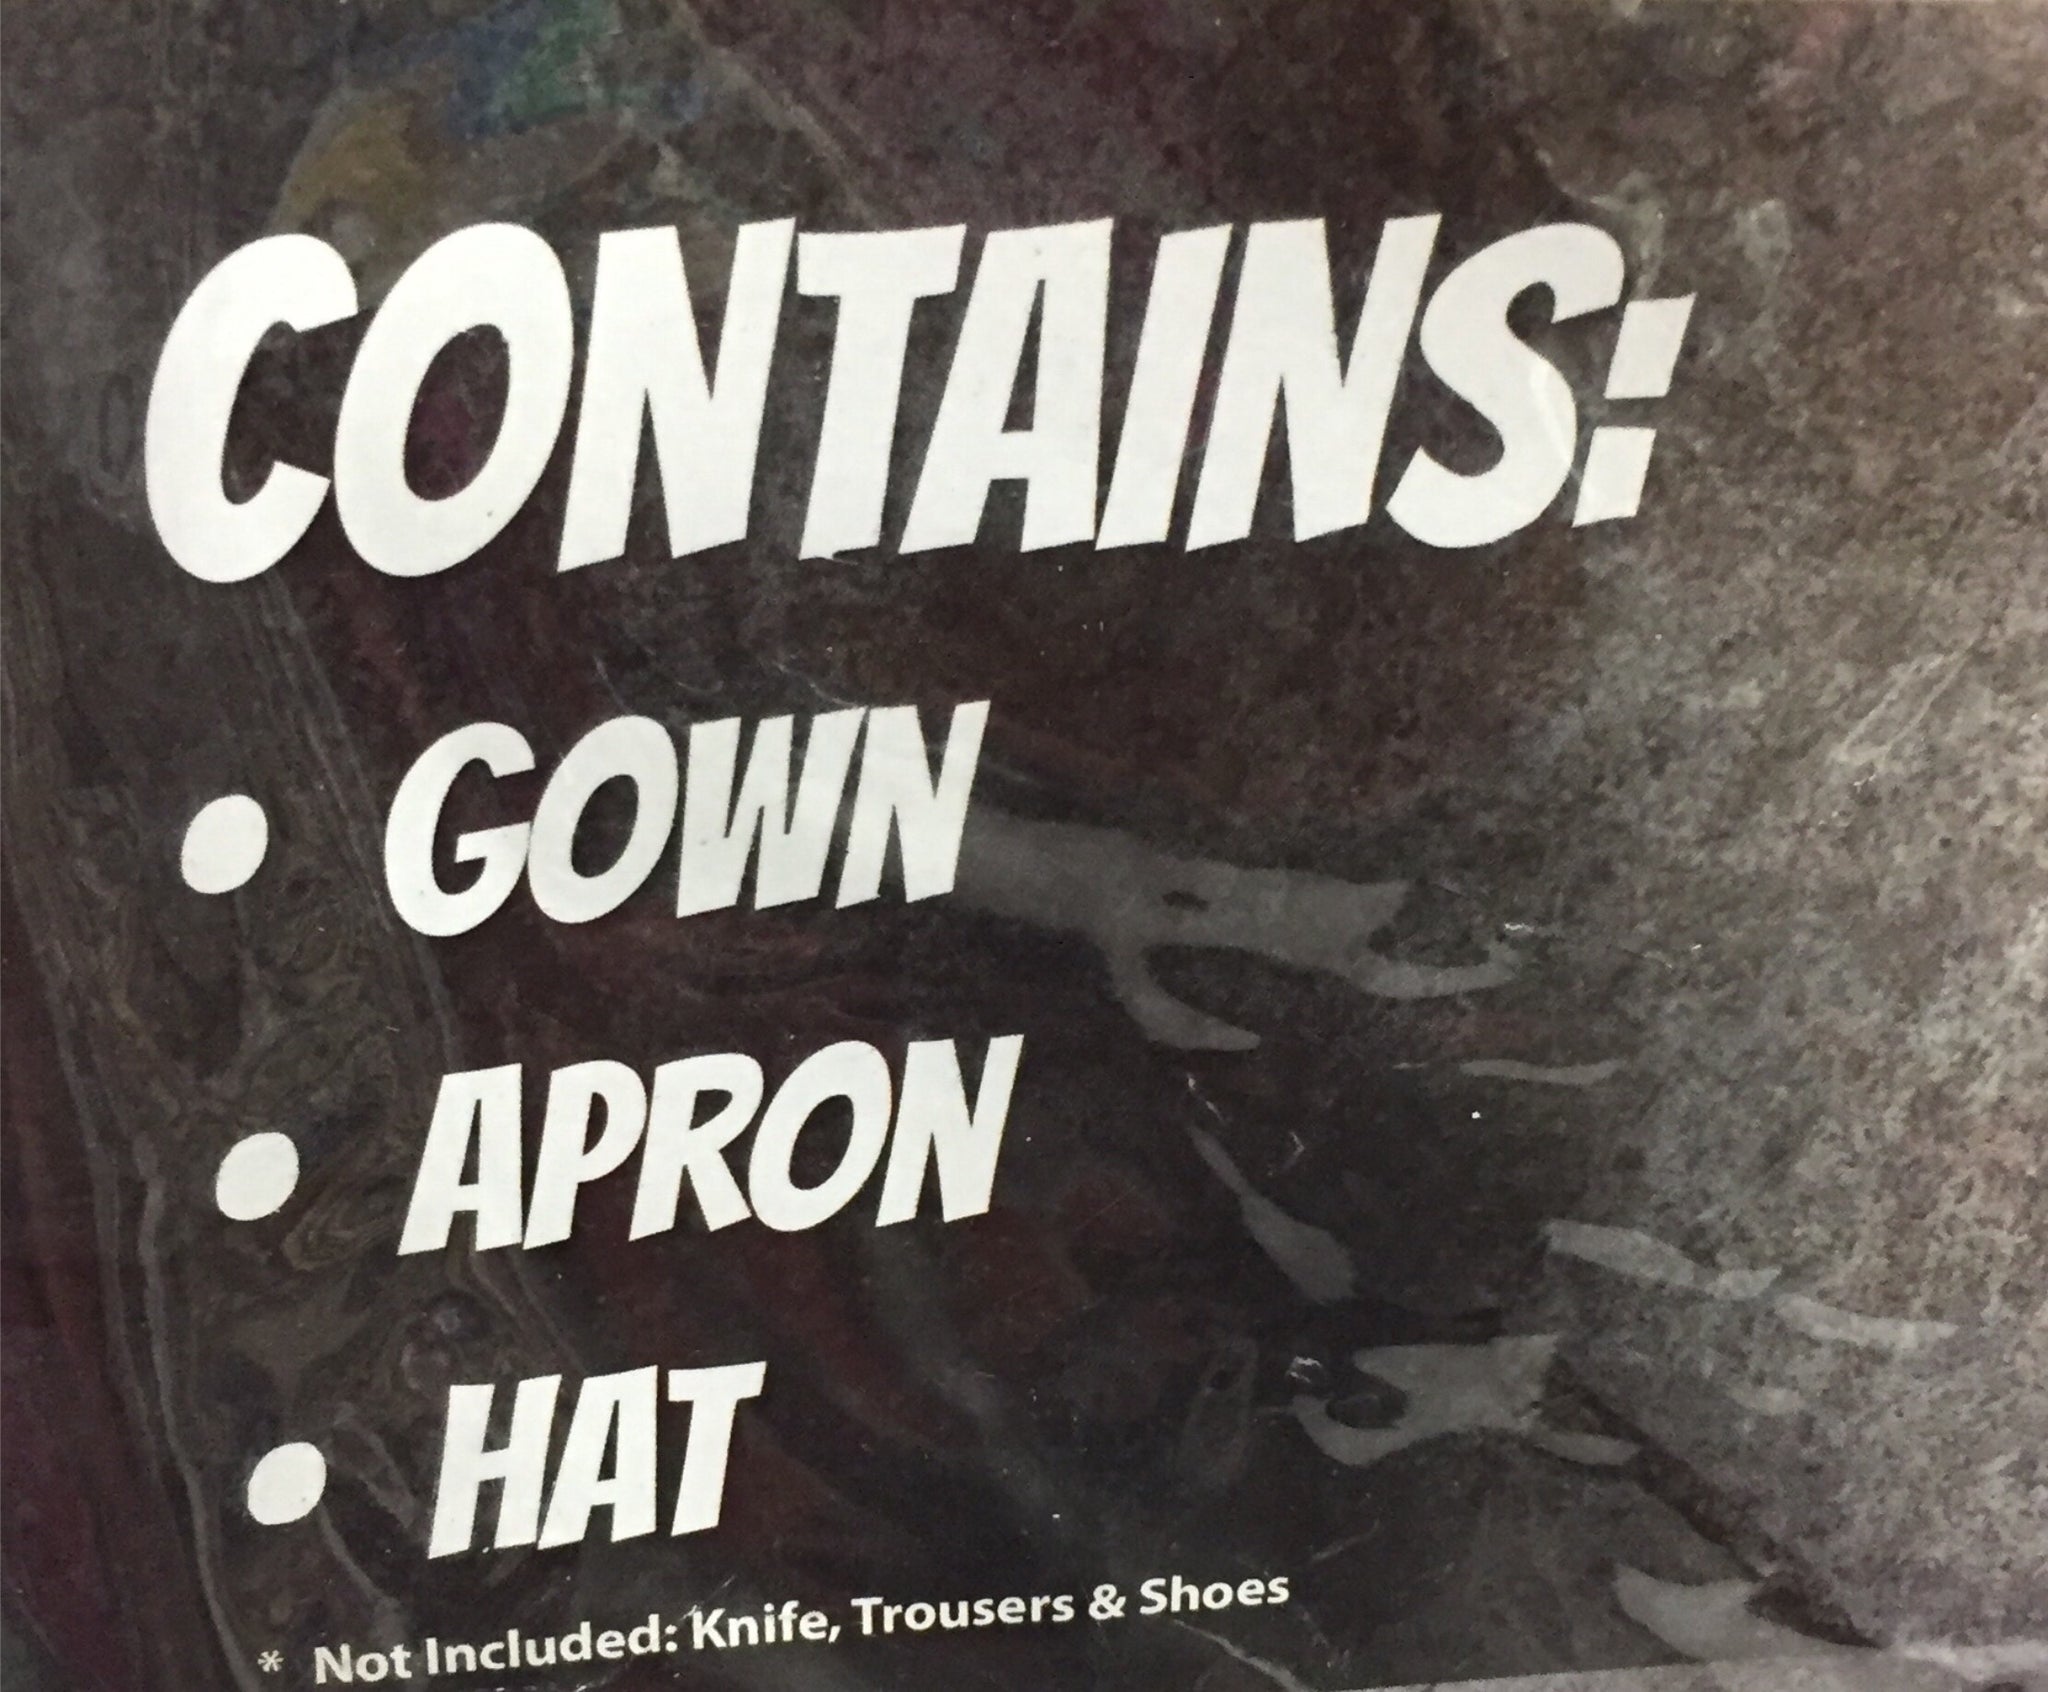 CONTAINS:
• GOWN
• APRON
• HAT
* Not Included: Knife, Trousers & Shoes